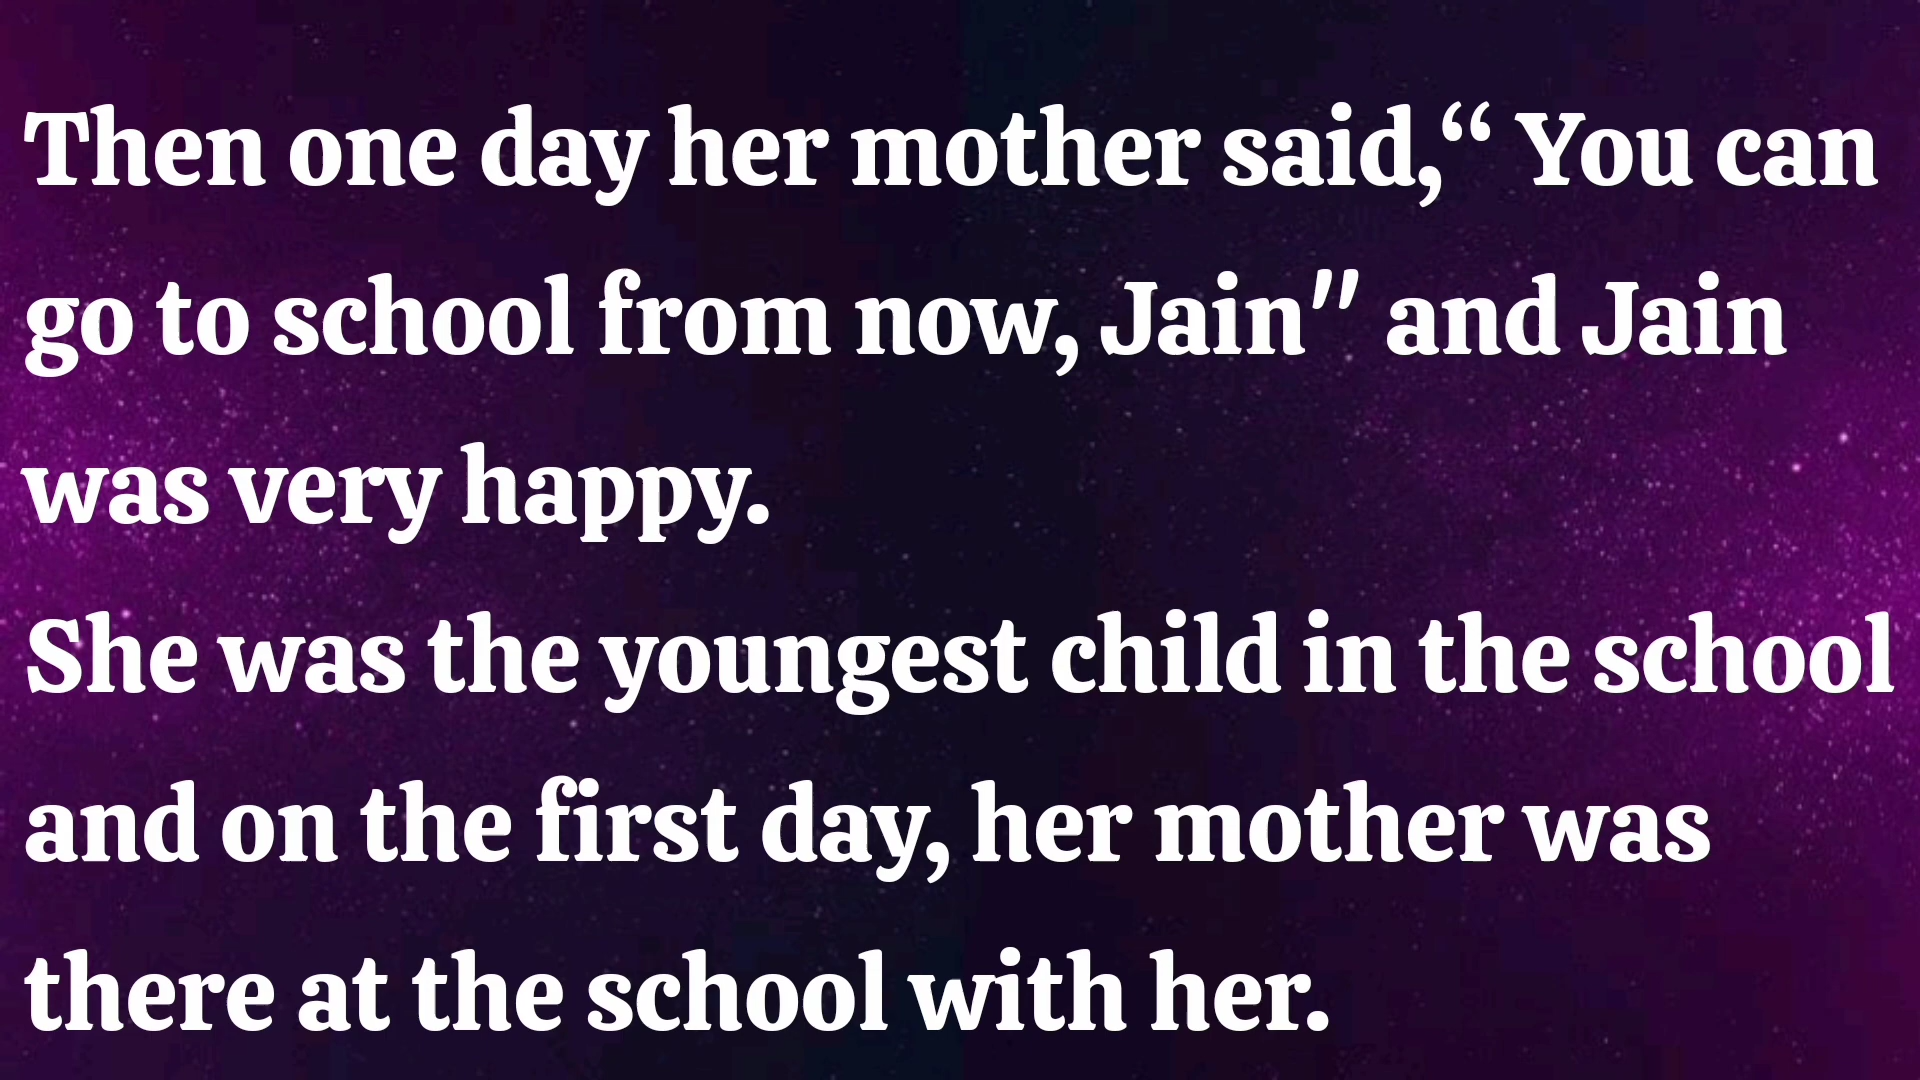 Then one day her mother said,“ You can
go to school from now, Jain" and Jain
was very happy.
She was the youngest child in the school
and on the first day, her mother was
there at the school with her.